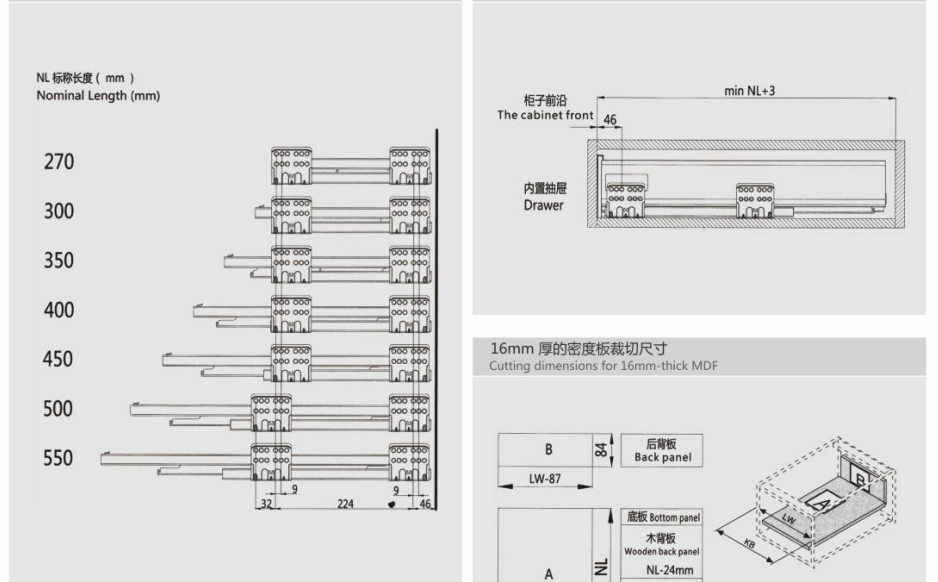 NL 标称长度 ( mm )
Nominal Length (mm)
270
300
350
400
450
500
550
9
9
32
224
46
min NL+3
柜子前沿
The cabinet front
46
内置抽屉
Drawer
16mm 厚的密度板裁切尺寸
Cutting dimensions for 16mm-thick MDF
B
84
后背板
Back panel
LW-87
A
NL
底板 Bottom panel
木背板
Wooden back panel
NL-24mm
B
A
LW
KB